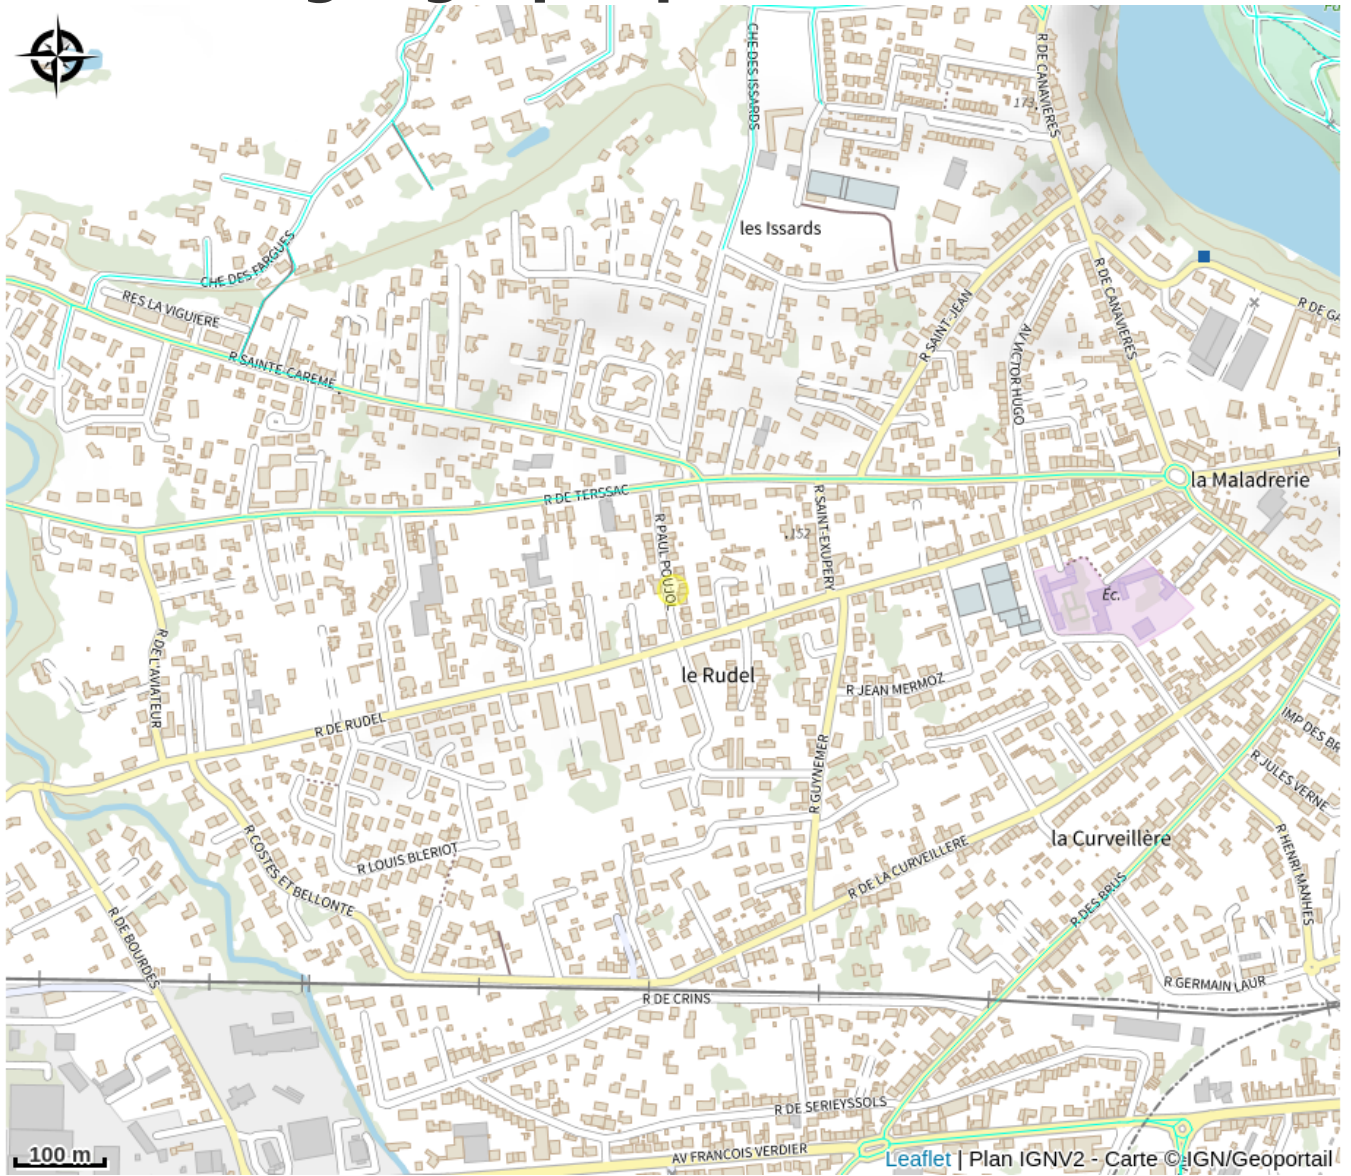 CHE DES ISSARDS
R DE CANAVIERES
173
les Issards
CHE DES FARGUES
RES LA VIGUIERE
R SAINTE-CAREME
R SAINT-JEAN
AV VICTOR HUGO
R DE CANAVIERES
R DE GA
la Maladrerie
R DE TERSSAC
R PAUL POUJOL
R SAINT-EXUPERY
152
Ec.
R DE L'AVIATEUR
le Rudel
R JEAN MERMOZ
R DE RUDEL
R GUYNEMER
IMP DES BR
R JULES VERNE
la Curveillère
R HENRI MANHES
R COSTES ET BELLONTE
R LOUIS BLERIOT
R DE LA CURVEILLERE
R DES BRUS
R DE BOURDES
R GERMAIN LAUR
R DE CRINS
R DE SERIEYSSOLS
AV FRANCOIS VERDIER
100 m
Leaflet | Plan IGNV2 - Carte © IGN/Geoportail